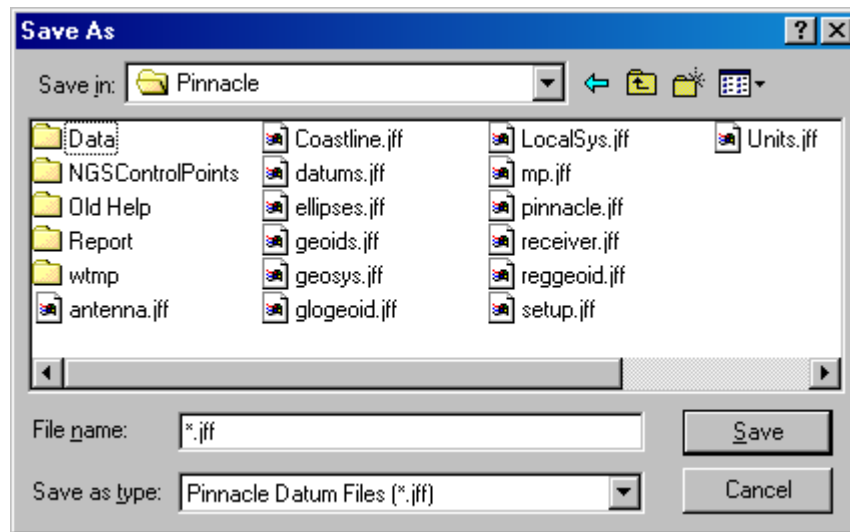 Save As
Save in: Pinnacle
Data
NGSControlPoints
Old Help
Report
wtmp
antenna.jff
Coastline.jff
datums.jff
ellipses.jff
geoids.jff
geosys.jff
glogeoid.jff
LocalSys.jff
mp.jff
pinnacle.jff
receiver.jff
reggeoid.jff
setup.jff
Units.jff
File name: *.jff
Save
Save as type: Pinnacle Datum Files (*.jff)
Cancel